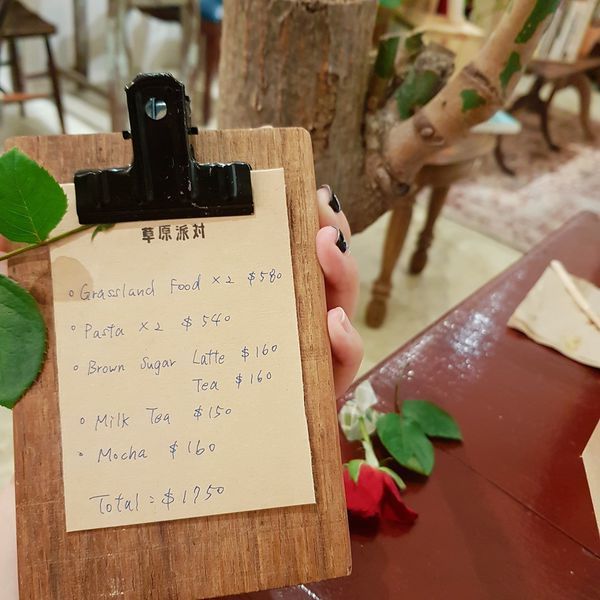 草原派对
Grassland Food × 2 $580
Pasta × 2 $540
Brown Sugar Latte $160
Tea $160
Milk Tea $150
Mocha $160
Total : $1750